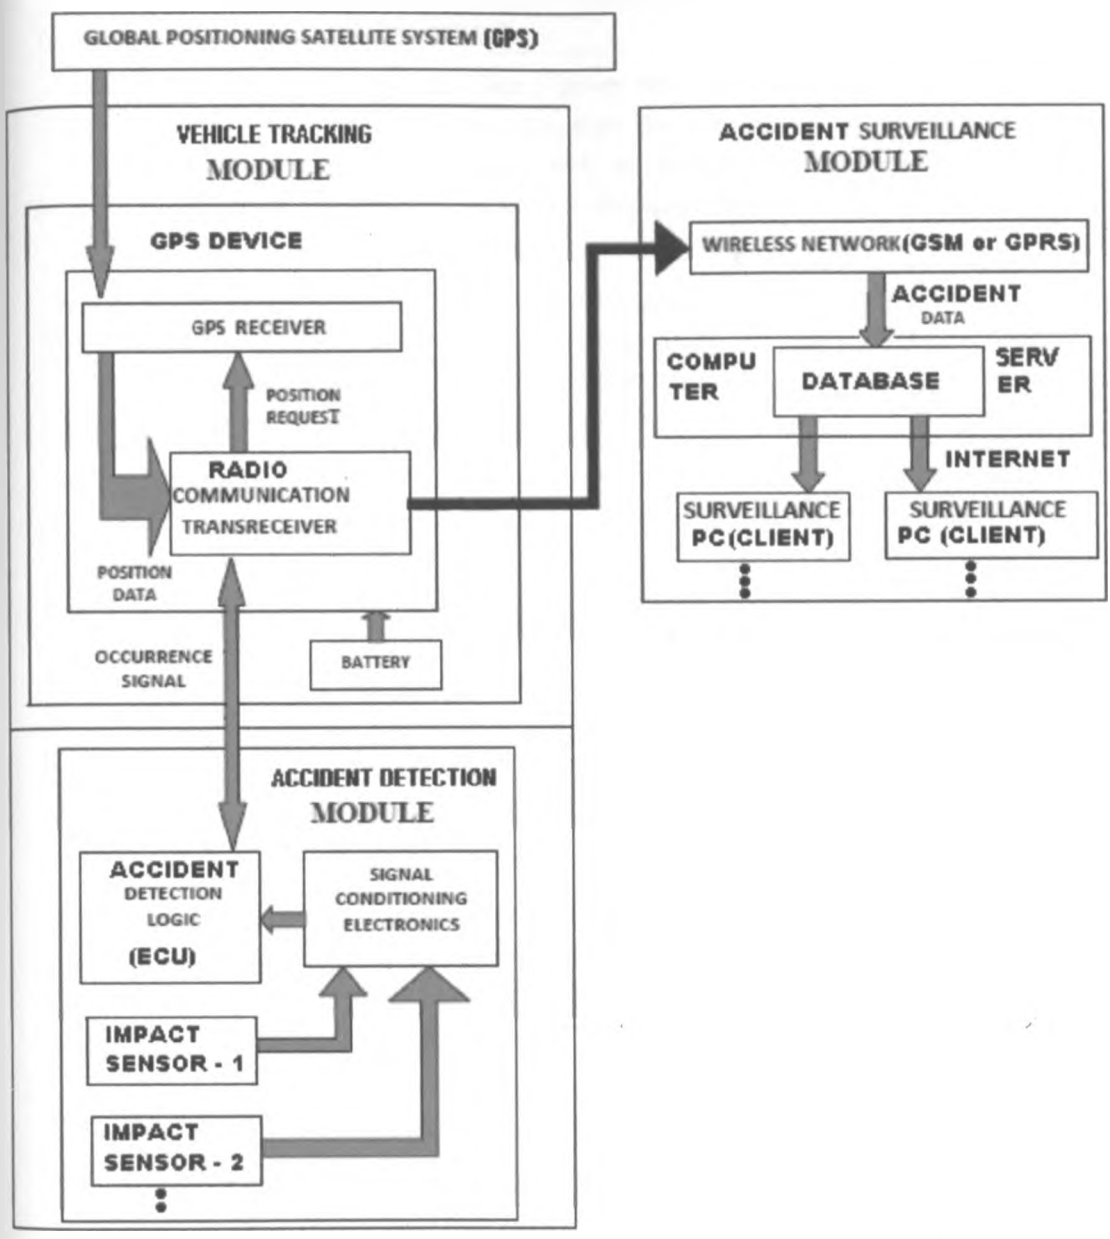 GLOBAL POSITIONING SATELLITE SYSTEM (GPS)
VEHICLE TRACKING
MODULE
GPS DEVICE
GPS RECEIVER
POSITION
REQUEST
RADIO
COMMUNICATION
TRANSRECEIVER
POSITION
DATA
BATTERY
OCCURRENCE
SIGNAL
ACCIDENT DETECTION
MODULE
ACCIDENT
DETECTION
LOGIC
(ECU)
SIGNAL
CONDITIONING
ELECTRONICS
IMPACT
SENSOR - 1
IMPACT
SENSOR - 2
ACCIDENT SURVEILLANCE
MODULE
WIRELESS NETWORK(GSM or GPRS)
ACCIDENT
DATA
COMPU
TER
DATABASE
SERV
ER
INTERNET
SURVEILLANCE
PC(CLIENT)
SURVEILLANCE
PC (CLIENT)